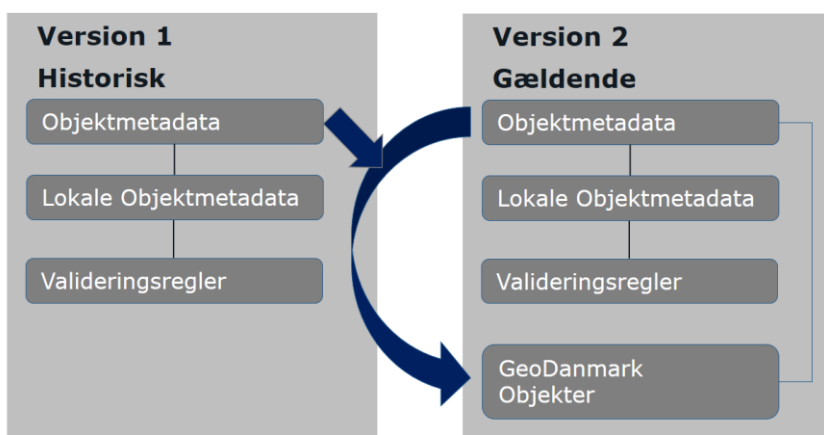 Version 1
Historisk
Objektmetadata
Lokale Objektmetadata
Valideringsregler
Version 2
Gældende
Objektmetadata
Lokale Objektmetadata
Valideringsregler
GeoDanmark
Objekter